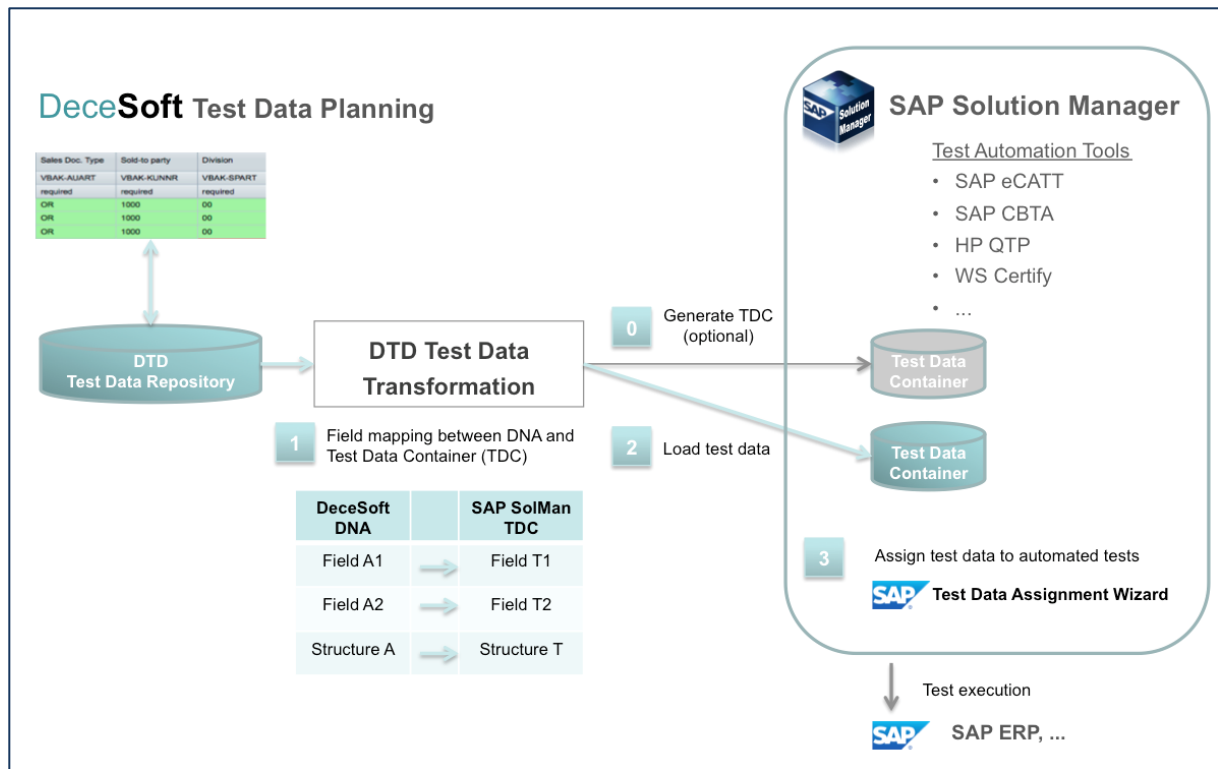 DeceSoft Test Data Planning
Sales Doc. Type Sold-to party Division
VBAK-AUART VBAK-KUNNR VBAK-SPART
required required required
OR 1000 00
OR 1000 00
OR 1000 00
DTD
Test Data Repository
DTD Test Data
Transformation
0
Generate TDC
(optional)
1
Field mapping between DNA and
Test Data Container (TDC)
2
Load test data
DeceSoft
DNA
SAP SolMan
TDC
Field A1 Field T1
Field A2 Field T2
Structure A Structure T
SAP
Solution
Manager
SAP Solution Manager
Test Automation Tools
• SAP eCATT
• SAP CBTA
• HP QTP
• WS Certify
• ...
Test Data
Container
Test Data
Container
3
Assign test data to automated tests
SAP Test Data Assignment Wizard
Test execution
SAP SAP ERP, ...